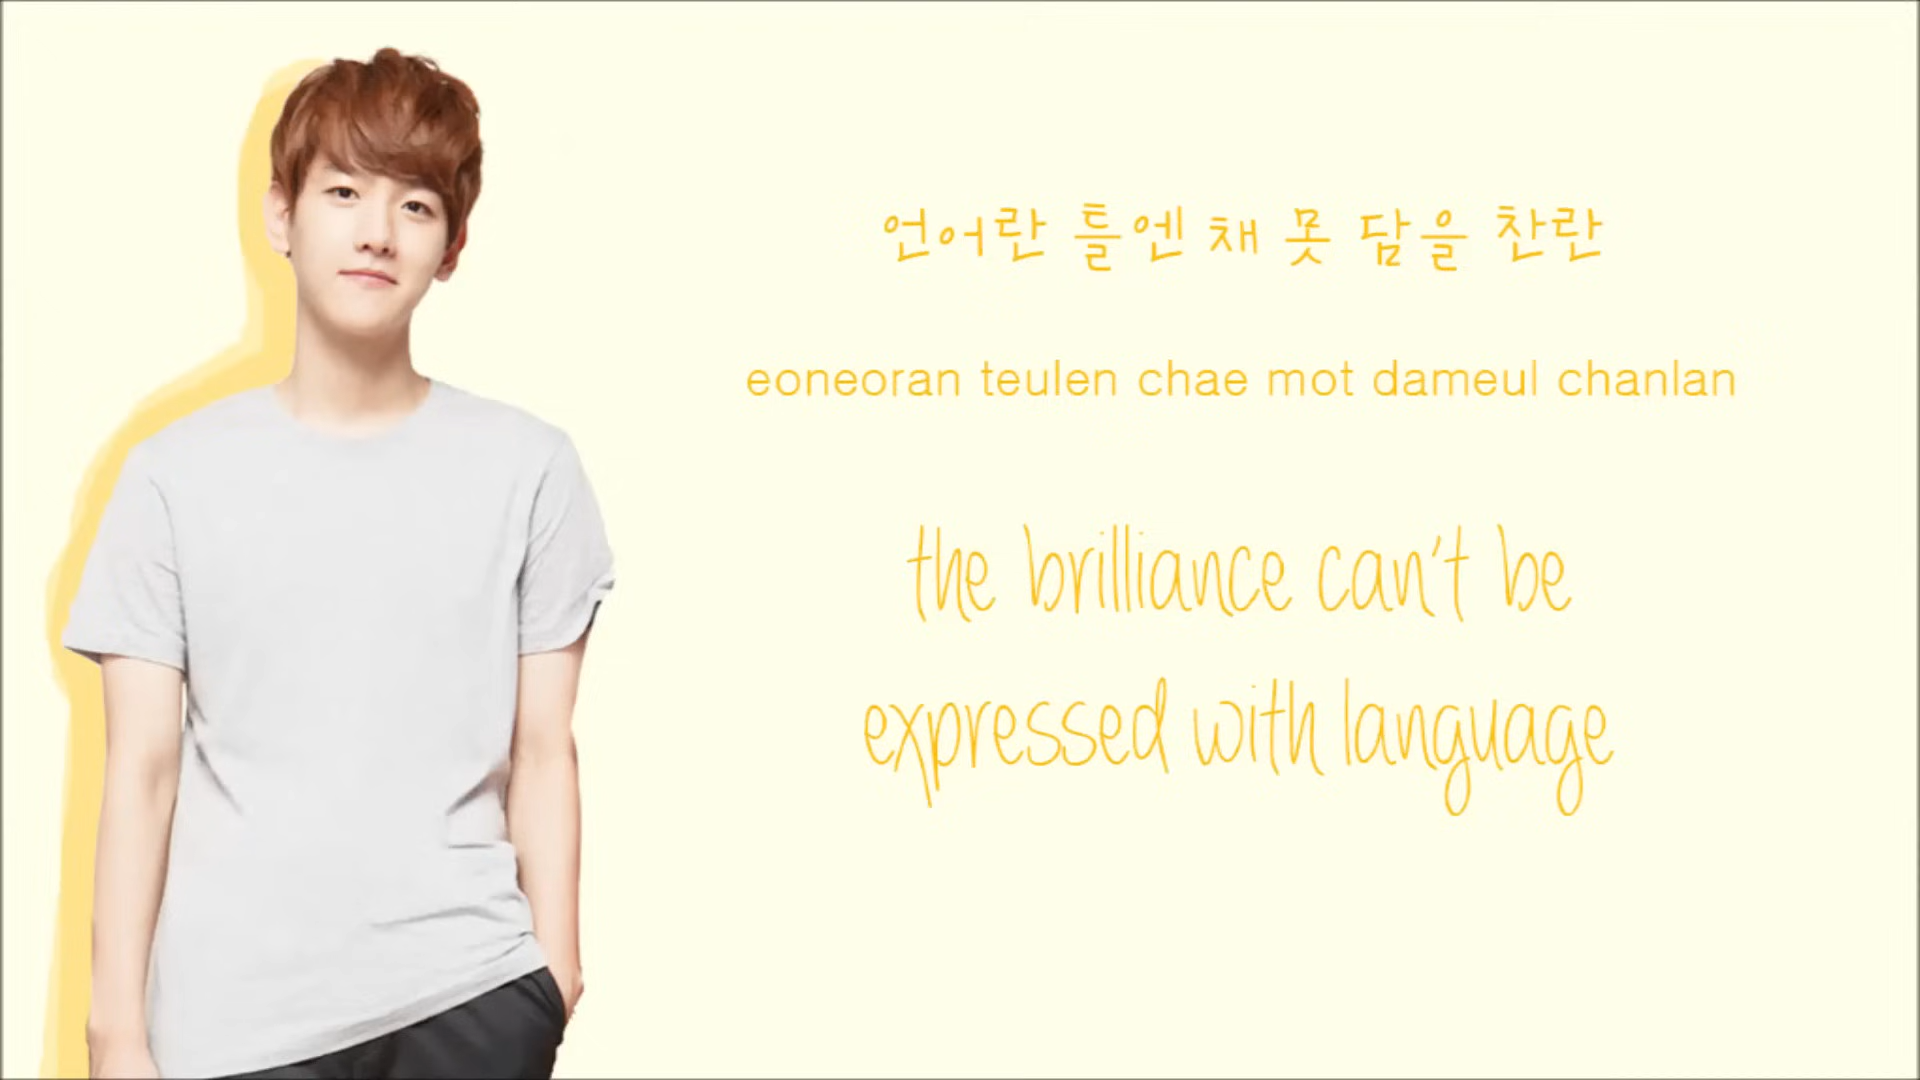 언어란 틀엔 채 못 담을 찬란
eoneoran teulen chae mot dameul chanlan
the brilliance can't be
expressed with language